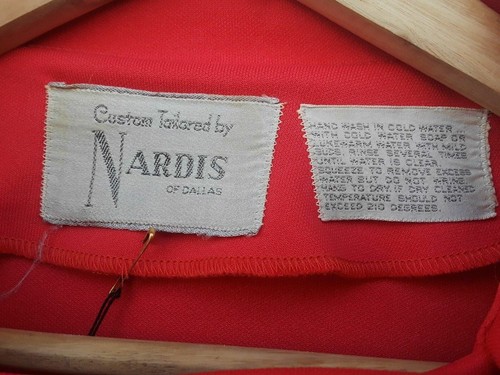 Custom Tailored by
NARDIS
OF DALLAS
HAND WASH IN COLD WATER
WITH COLD WATER SOAP OR
LUKEWARM WATER WITH MILD
SUDS. RINSE SEVERAL TIMES
UNTIL WATER IS CLEAR.
SQUEEZE TO REMOVE EXCESS
WATER BUT DO NOT WRING.
HANG TO DRY. IF DRY CLEANED
TEMPERATURE SHOULD NOT
EXCEED 210 DEGREES.